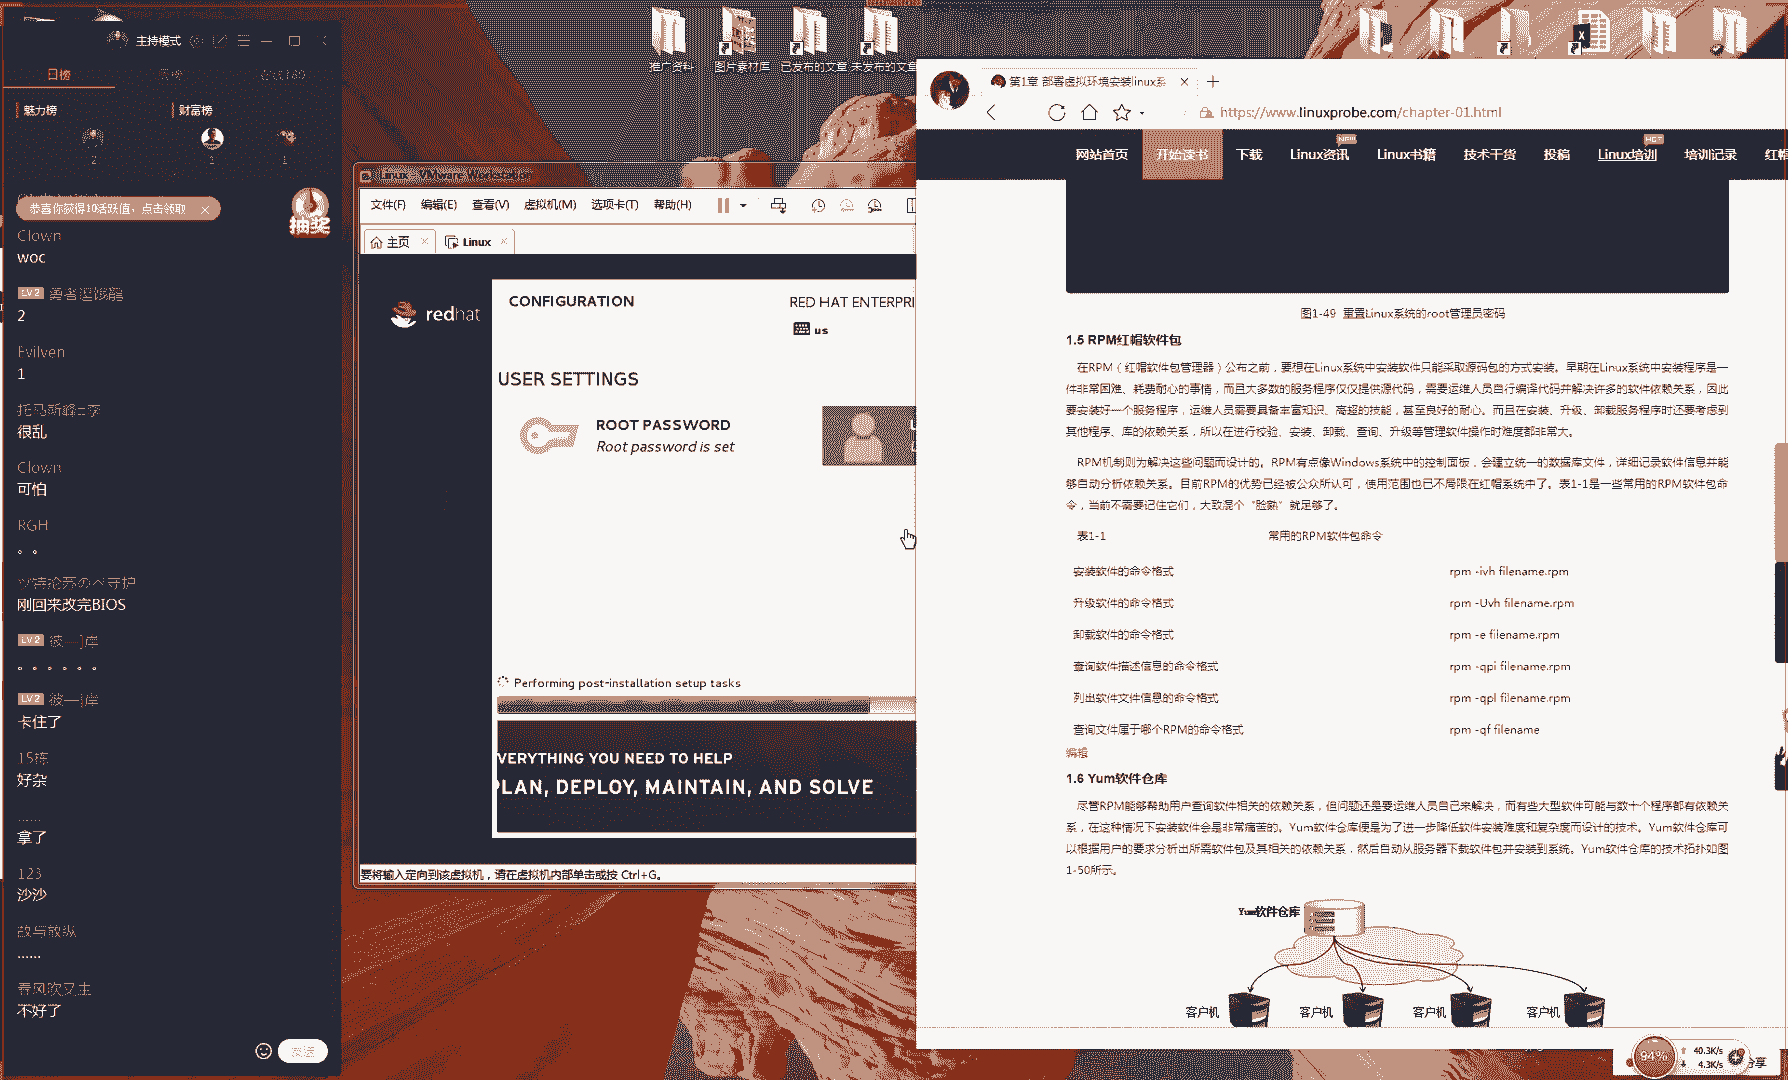 主持模式
日榜
魅力榜
财富榜
2
1
1
恭喜你获得10活跃值，点击领取
抽奖
Clown
woc
LV2
2
Evilven
1
很乱
Clown
可怕
RGH
。。
刚回来改完BIOS
LV2
。。。。。。
LV2
卡住了
15栋
好杂
......
拿了
123
沙沙
故与放纵
......
春风吹又生
不好了
发送
推广资料
图片素材库
已发布的文章
未发布的文章
Linux - VMware Workstation
文件(F)
编辑(E)
查看(V)
虚拟机(M)
选项卡(T)
帮助(H)
主页
Linux
redhat
CONFIGURATION
RED HAT ENTERPRI
us
USER SETTINGS
ROOT PASSWORD
Root password is set
Performing post-installation setup tasks
VERYTHING YOU NEED TO HELP
PLAN, DEPLOY, MAINTAIN, AND SOLVE
要将输入定向到该虚拟机，请在虚拟机内部单击或按 Ctrl+G。
第1章 部署虚拟环境安装linux系
https://www.linuxprobe.com/chapter-01.html
网站首页
开始读书
下载
Linux资讯
NEW
Linux书籍
技术干货
投稿
Linux培训
HOT
培训记录
红帽
图1-49 重置Linux系统的root管理员密码
1.5 RPM红帽软件包
在RPM（红帽软件包管理器）公布之前，要想在Linux系统中安装软件只能采取源码包的方式安装。早期在Linux系统中安装程序是一
件非常困难、耗费耐心的事情，而且大多数的服务程序仅仅提供源代码，需要运维人员自行编译代码并解决许多的软件依赖关系，因此
要安装好一个服务程序，运维人员需要具备丰富知识、高超的技能，甚至良好的耐心。而且在安装、升级、卸载服务程序时还要考虑到
其他程序、库的依赖关系，所以在进行校验、安装、卸载、查询、升级等管理软件操作时难度都非常大。
RPM机制则为解决这些问题而设计的。RPM有点像Windows系统中的控制面板，会建立统一的数据库文件，详细记录软件信息并能
够自动分析依赖关系。目前RPM的优势已经被公众所认可，使用范围也已不局限在红帽系统中了。表1-1是一些常用的RPM软件包命
令，当前不需要记住它们，大致混个“脸熟”就足够了。
表1-1
常用的RPM软件包命令
安装软件的命令格式
rpm -ivh filename.rpm
升级软件的命令格式
rpm -Uvh filename.rpm
卸载软件的命令格式
rpm -e filename.rpm
查询软件描述信息的命令格式
rpm -qpi filename.rpm
列出软件文件信息的命令格式
rpm -qpl filename.rpm
查询文件属于哪个RPM的命令格式
rpm -qf filename
编辑
1.6 Yum软件仓库
尽管RPM能够帮助用户查询软件相关的依赖关系，但问题还是要运维人员自己来解决，而有些大型软件可能与数十个程序都有依赖关
系，在这种情况下安装软件会是非常痛苦的。Yum软件仓库便是为了进一步降低软件安装难度和复杂度而设计的技术。Yum软件仓库可
以根据用户的要求分析出所需软件包及其相关的依赖关系，然后自动从服务器下载软件包并安装到系统。Yum软件仓库的技术拓扑如图
1-50所示。
Yum软件仓库
客户机
客户机
客户机
客户机
94%
40.3K/s
4.3K/s
分享